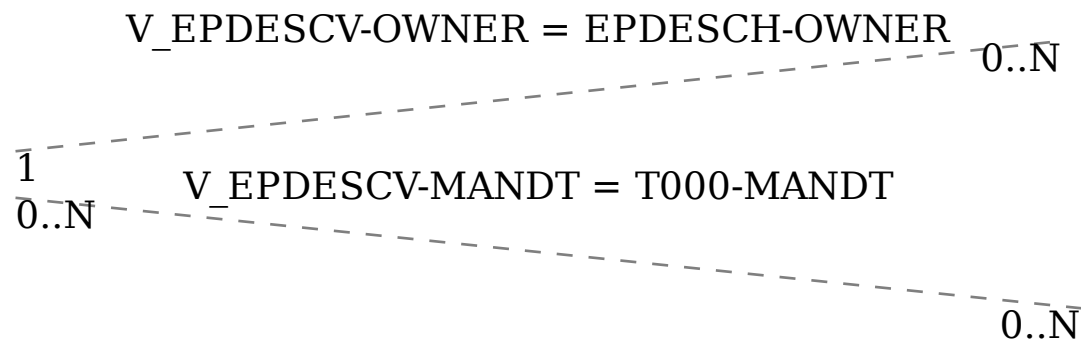 V_EPDESCV-OWNER = EPDESCH-OWNER
0..N
1
V_EPDESCV-MANDT = T000-MANDT
0..N
0..N